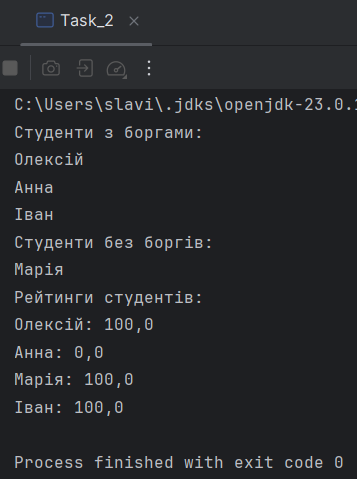 Task_2
C:\Users\slavi\.jdks\openjdk-23.0.
Студенти з боргами:
Олексій
Анна
Іван
Студенти без боргів:
Марія
Рейтинги студентів:
Олексій: 100,0
Анна: 0,0
Марія: 100,0
Іван: 100,0
Process finished with exit code 0